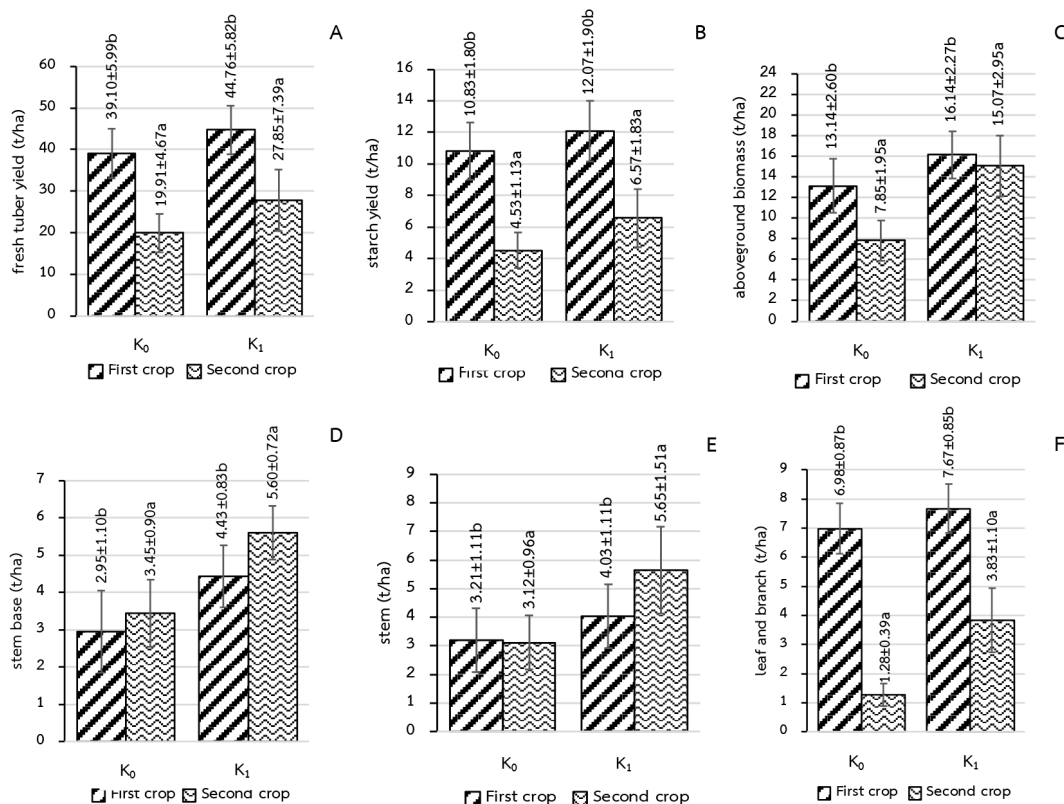 A
fresh tuber yield (t/ha)
60
50
40
30
20
10
0
39.10±5.99b
19.91±4.67a
44.76±5.82b
27.85±7.39a
K₀
K₁
First crop
Second crop
B
starch yield (t/ha)
16
14
12
10
8
6
4
2
0
10.83±1.80b
4.53±1.13a
12.07±1.90b
6.57±1.83a
K₀
K₁
First crop
Second crop
C
aboveground biomass (t/ha)
24
22
20
18
16
14
12
10
8
6
4
2
0
13.14±2.60b
7.85±1.95a
16.14±2.27b
15.07±2.95a
K₀
K₁
First crop
Second crop
D
stem base (t/ha)
7
6
5
4
3
2
1
0
2.95±1.10b
3.45±0.90a
4.43±0.83b
5.60±0.72a
K₀
K₁
First crop
Second crop
E
stem (t/ha)
9
8
7
6
5
4
3
2
1
0
3.21±1.11b
3.12±0.96a
4.03±1.11b
5.65±1.51a
K₀
K₁
First crop
Second crop
F
leaf and branch (t/ha)
9
8
7
6
5
4
3
2
1
0
6.98±0.87b
1.28±0.39a
7.67±0.85b
3.83±1.10a
K₀
K₁
First crop
Second crop